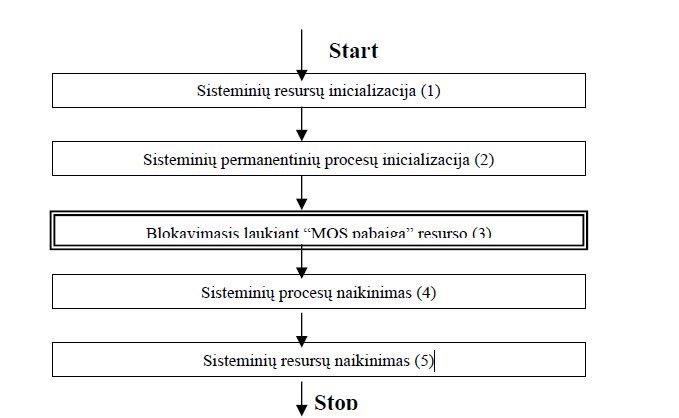 Start
Sisteminių resursų inicializacija (1)
Sisteminių permanentinių procesų inicializacija (2)
Blokavimasis laukiant “MOS pabaiga” resurso (3)
Sisteminių procesų naikinimas (4)
Sisteminių resursų naikinimas (5)
Stop